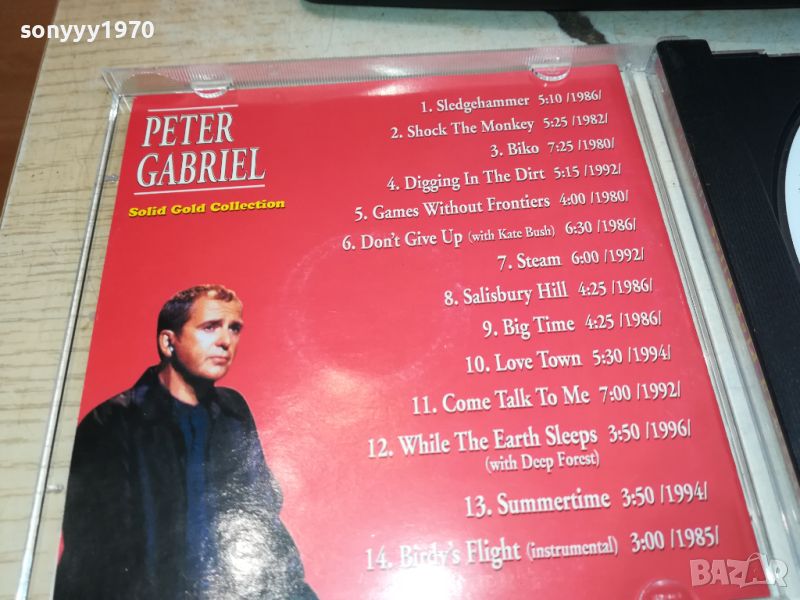 sonyyy1970
PETER
GABRIEL
Solid Gold Collection
1. Sledgehammer 5:10 /1986/
2. Shock The Monkey 5:25 /1982/
3. Biko 7:25 /1980/
4. Digging In The Dirt 5:15 /1992/
5. Games Without Frontiers 4:00 /1980/
6. Don't Give Up (with Kate Bush) 6:30 /1986/
7. Steam 6:00 /1992/
8. Salisbury Hill 4:25 /1986/
9. Big Time 4:25 /1986/
10. Love Town 5:30 /1994/
11. Come Talk To Me 7:00 /1992/
12. While The Earth Sleeps 3:50 /1996/
(with Deep Forest)
13. Summertime 3:50 /1994/
14. Birdy's Flight (instrumental) 3:00 /1985/
BAZAR